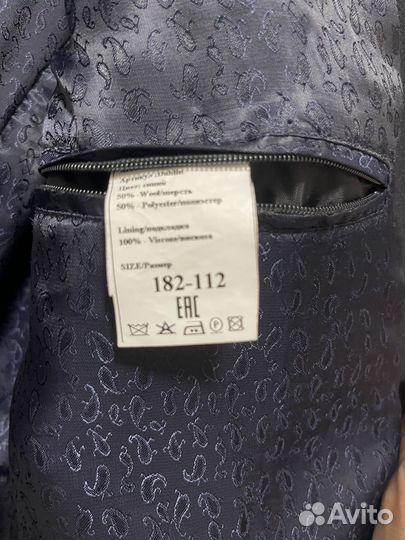 Артикул: Dublin
Цвет: синий
50% - Wool/шерсть
50% - Polyester/полиэстер
Lining/подкладка
100% - Viscose/вискоза
SIZE/Размер
182-112
EAC
P
Avito